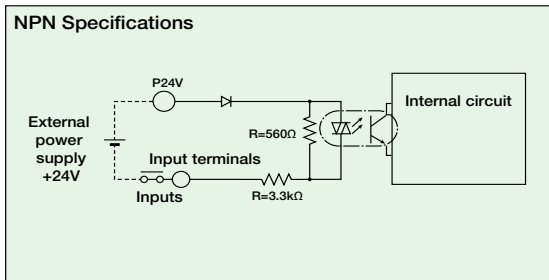 NPN Specifications
P24V
Internal circuit
External
power
supply
+24V
R=560Ω
Input terminals
Inputs
R=3.3kΩ